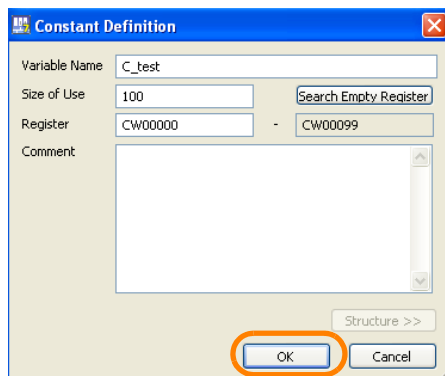 Constant Definition
Variable Name C_test
Size of Use 100 Search Empty Register
Register CW00000 - CW00099
Comment
Structure >>
OK Cancel